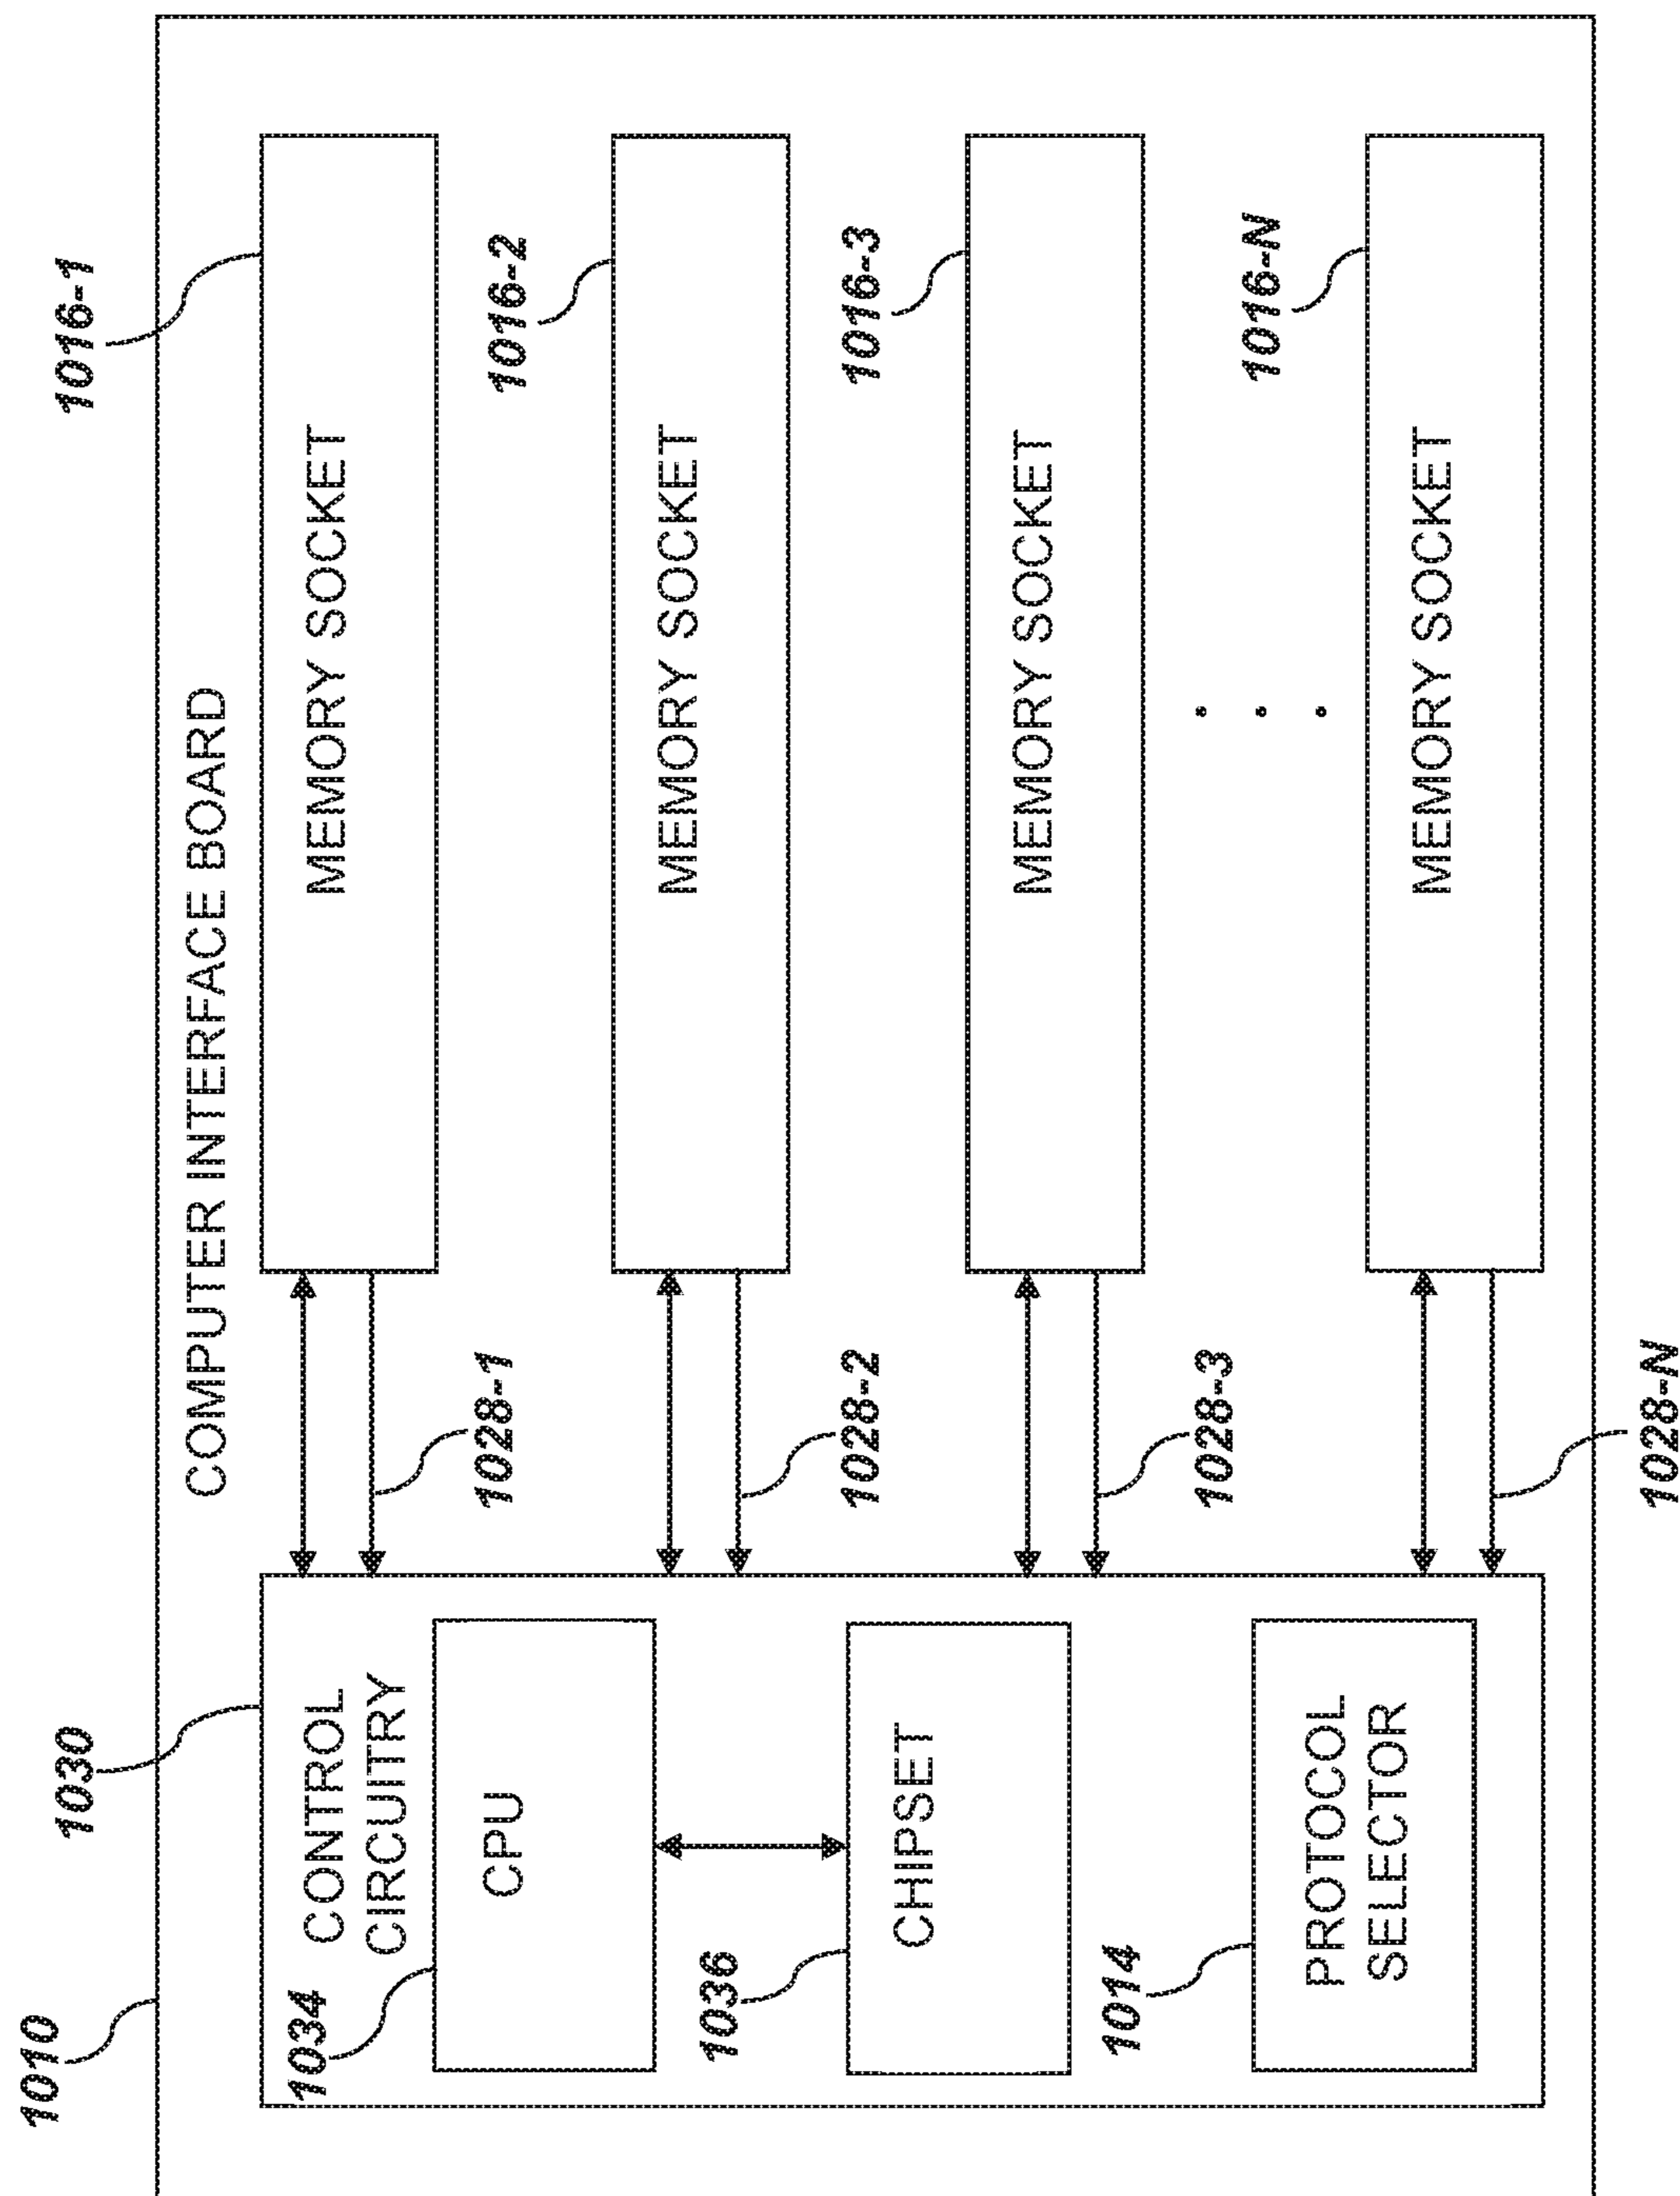 1010
COMPUTER INTERFACE BOARD
1030
CONTROL
CIRCUITRY
1034
CPU
1036
CHIPSET
1014
PROTOCOL
SELECTOR
1016-1
MEMORY SOCKET
1028-1
1016-2
MEMORY SOCKET
1028-2
1016-3
MEMORY SOCKET
1028-3
. . .
1016-N
MEMORY SOCKET
1028-N